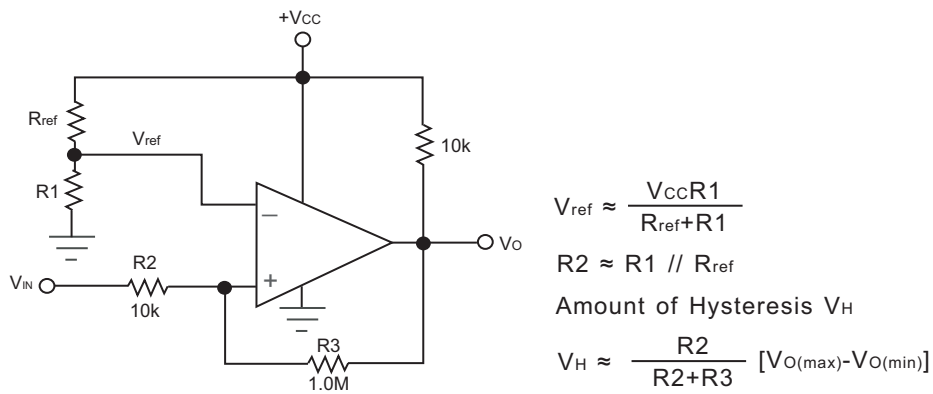 +VCC
Rref
Vref
R1
10k
−
+
VO
VIN
R2
10k
R3
1.0M
Vref ≈ VCCR1
Rref+R1
R2 ≈ R1 // Rref
Amount of Hysteresis VH
VH ≈ R2
R2+R3
[VO(max)-VO(min)]